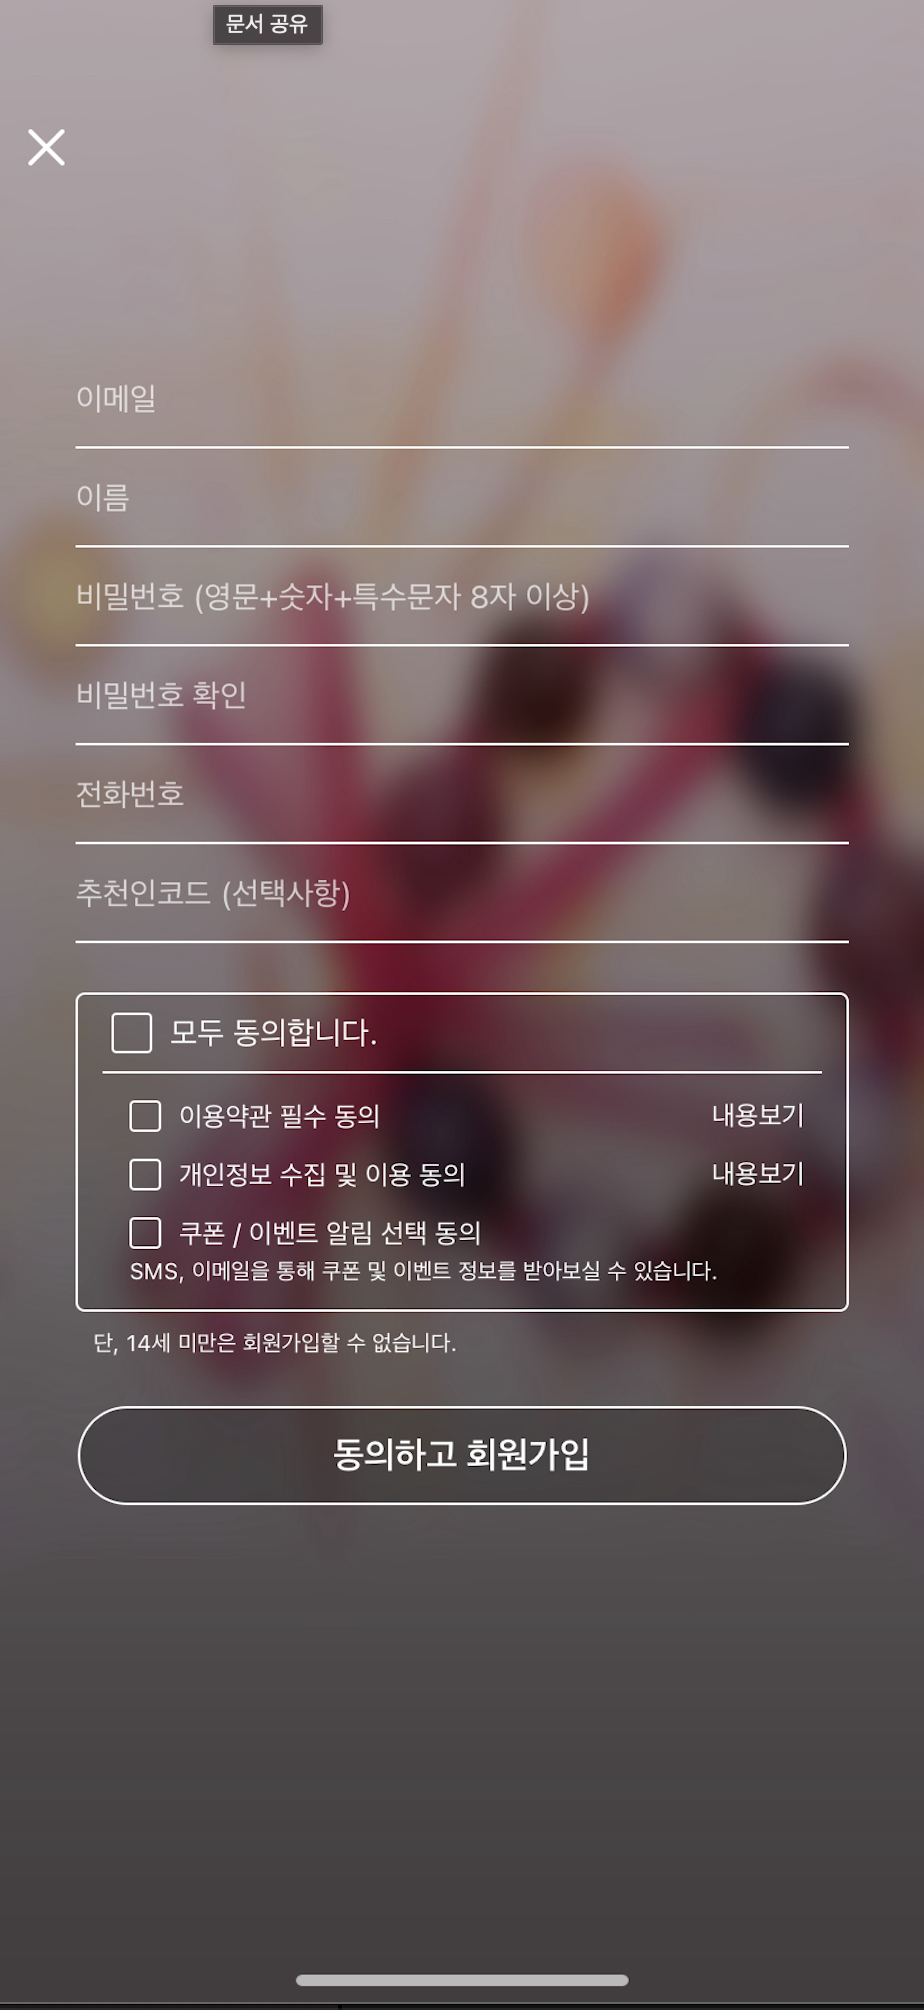 문서 공유
이메일
이름
비밀번호 (영문+숫자+특수문자 8자 이상)
비밀번호 확인
전화번호
추천인코드 (선택사항)
모두 동의합니다.
이용약관 필수 동의 내용보기
개인정보 수집 및 이용 동의 내용보기
쿠폰 / 이벤트 알림 선택 동의
SMS, 이메일을 통해 쿠폰 및 이벤트 정보를 받아보실 수 있습니다.
단, 14세 미만은 회원가입할 수 없습니다.
동의하고 회원가입